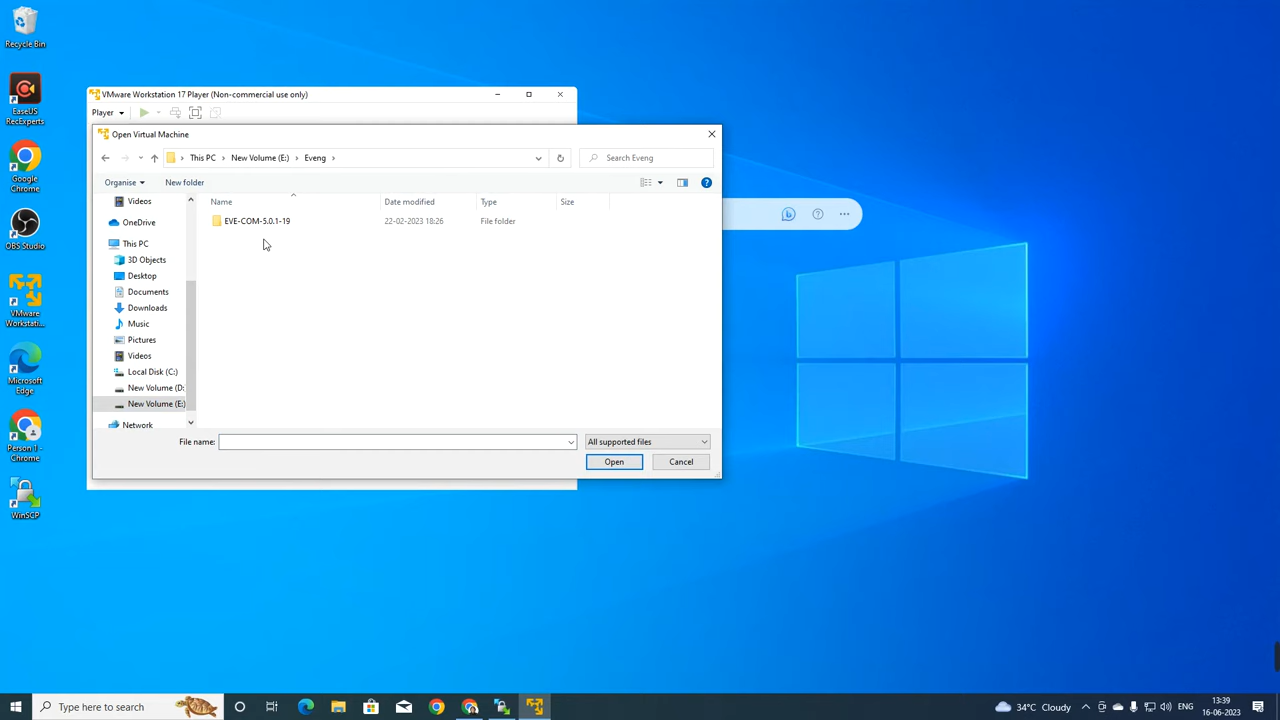 Recycle Bin
EaseUS
RecExperts
Google
Chrome
OBS Studio
VMware
Workstati...
Microsoft
Edge
Person 1 -
Chrome
WinSCP
VMware Workstation 17 Player (Non-commercial use only)
Player
Open Virtual Machine
This PC > New Volume (E:) > Eveng >
Search Eveng
Organise
New folder
Name
Date modified
Type
Size
EVE-COM-5.0.1-19
22-02-2023 18:26
File folder
Videos
OneDrive
This PC
3D Objects
Desktop
Documents
Downloads
Music
Pictures
Videos
Local Disk (C:)
New Volume (D:
New Volume (E:)
Network
File name:
All supported files
Open
Cancel
Type here to search
34°C Cloudy
ENG
13:39
16-06-2023